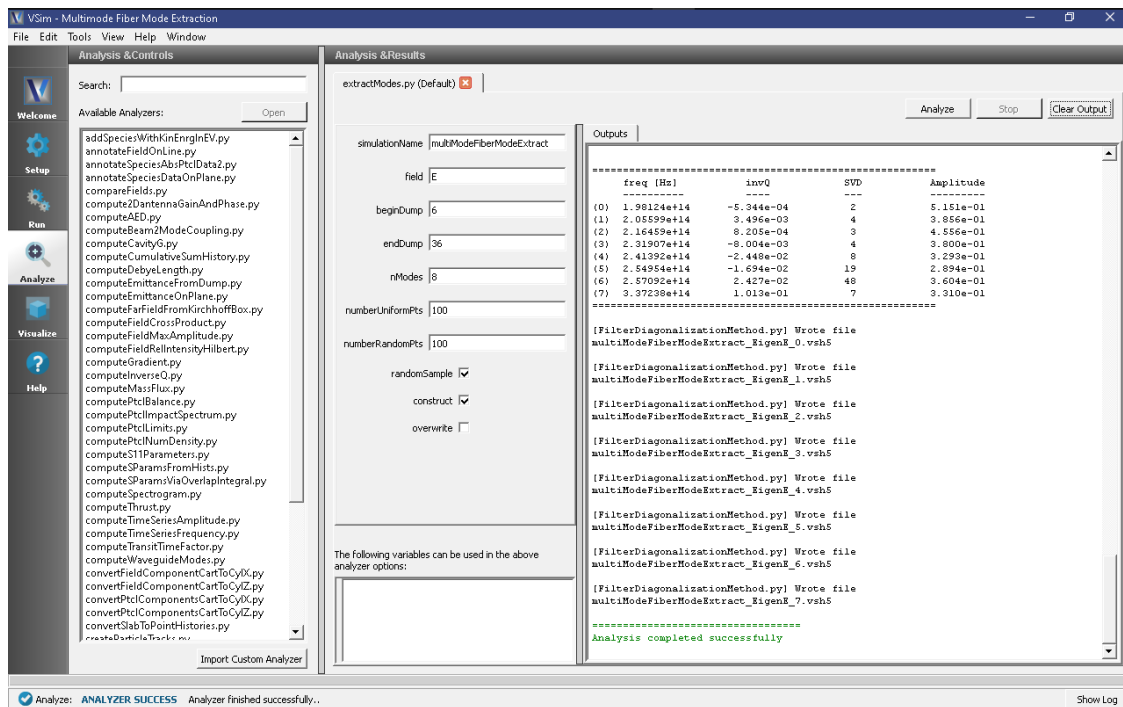 VSim - Multimode Fiber Mode Extraction
File Edit Tools View Help Window
Analysis &Controls
Analysis &Results
Welcome
Setup
Run
Analyze
Visualize
Help
Search:
Available Analyzers:
Open
addSpeciesWithKinEnrgInEV.py
annotateFieldOnLine.py
annotateSpeciesAbsPtclData2.py
annotateSpeciesDataOnPlane.py
compareFields.py
compute2DantennaGainAndPhase.py
computeAED.py
computeBeam2ModeCoupling.py
computeCavityG.py
computeCumulativeSumHistory.py
computeDebyeLength.py
computeEmittanceFromDump.py
computeEmittanceOnPlane.py
computeFarFieldFromKirchhoffBox.py
computeFieldCrossProduct.py
computeFieldMaxAmplitude.py
computeFieldRelIntensityHilbert.py
computeGradient.py
computeInverseQ.py
computeMassFlux.py
computePtclBalance.py
computePtclImpactSpectrum.py
computePtclLimits.py
computePtclNumDensity.py
computeS11Parameters.py
computeSParamsFromHists.py
computeSParamsViaOverlapIntegral.py
computeSpectrogram.py
computeThrust.py
computeTimeSeriesAmplitude.py
computeTimeSeriesFrequency.py
computeTransitTimeFactor.py
computeWaveguideModes.py
convertFieldComponentCartToCylX.py
convertFieldComponentCartToCylZ.py
convertPtclComponentsCartToCylX.py
convertPtclComponentsCartToCylZ.py
convertSlabToPointHistories.py
createParticleTracks.py
Import Custom Analyzer
extractModes.py (Default)
Analyze Stop Clear Output
simulationName multiModeFiberModeExtract
field E
beginDump 6
endDump 36
nModes 8
numberUniformPts 100
numberRandomPts 100
randomSample
construct
overwrite
The following variables can be used in the above
analyzer options:
Outputs
========================================================
freq [Hz] invQ SVD Amplitude
---------- ---- --- ---------
(0) 1.98124e+14 -5.344e-04 2 5.151e-01
(1) 2.05599e+14 3.496e-03 4 3.856e-01
(2) 2.16459e+14 8.205e-04 3 4.556e-01
(3) 2.31907e+14 -8.004e-03 4 3.800e-01
(4) 2.41392e+14 -2.448e-02 8 3.293e-01
(5) 2.54954e+14 -1.694e-02 19 2.894e-01
(6) 2.57092e+14 2.427e-02 48 3.604e-01
(7) 3.37238e+14 1.013e-01 7 3.310e-01
========================================================
[FilterDiagonalizationMethod.py] Wrote file
multiModeFiberModeExtract_EigenE_0.vsh5
[FilterDiagonalizationMethod.py] Wrote file
multiModeFiberModeExtract_EigenE_1.vsh5
[FilterDiagonalizationMethod.py] Wrote file
multiModeFiberModeExtract_EigenE_2.vsh5
[FilterDiagonalizationMethod.py] Wrote file
multiModeFiberModeExtract_EigenE_3.vsh5
[FilterDiagonalizationMethod.py] Wrote file
multiModeFiberModeExtract_EigenE_4.vsh5
[FilterDiagonalizationMethod.py] Wrote file
multiModeFiberModeExtract_EigenE_5.vsh5
[FilterDiagonalizationMethod.py] Wrote file
multiModeFiberModeExtract_EigenE_6.vsh5
[FilterDiagonalizationMethod.py] Wrote file
multiModeFiberModeExtract_EigenE_7.vsh5
==================================
Analysis completed successfully
Analyze: ANALYZER SUCCESS Analyzer finished successfully..
Show Log